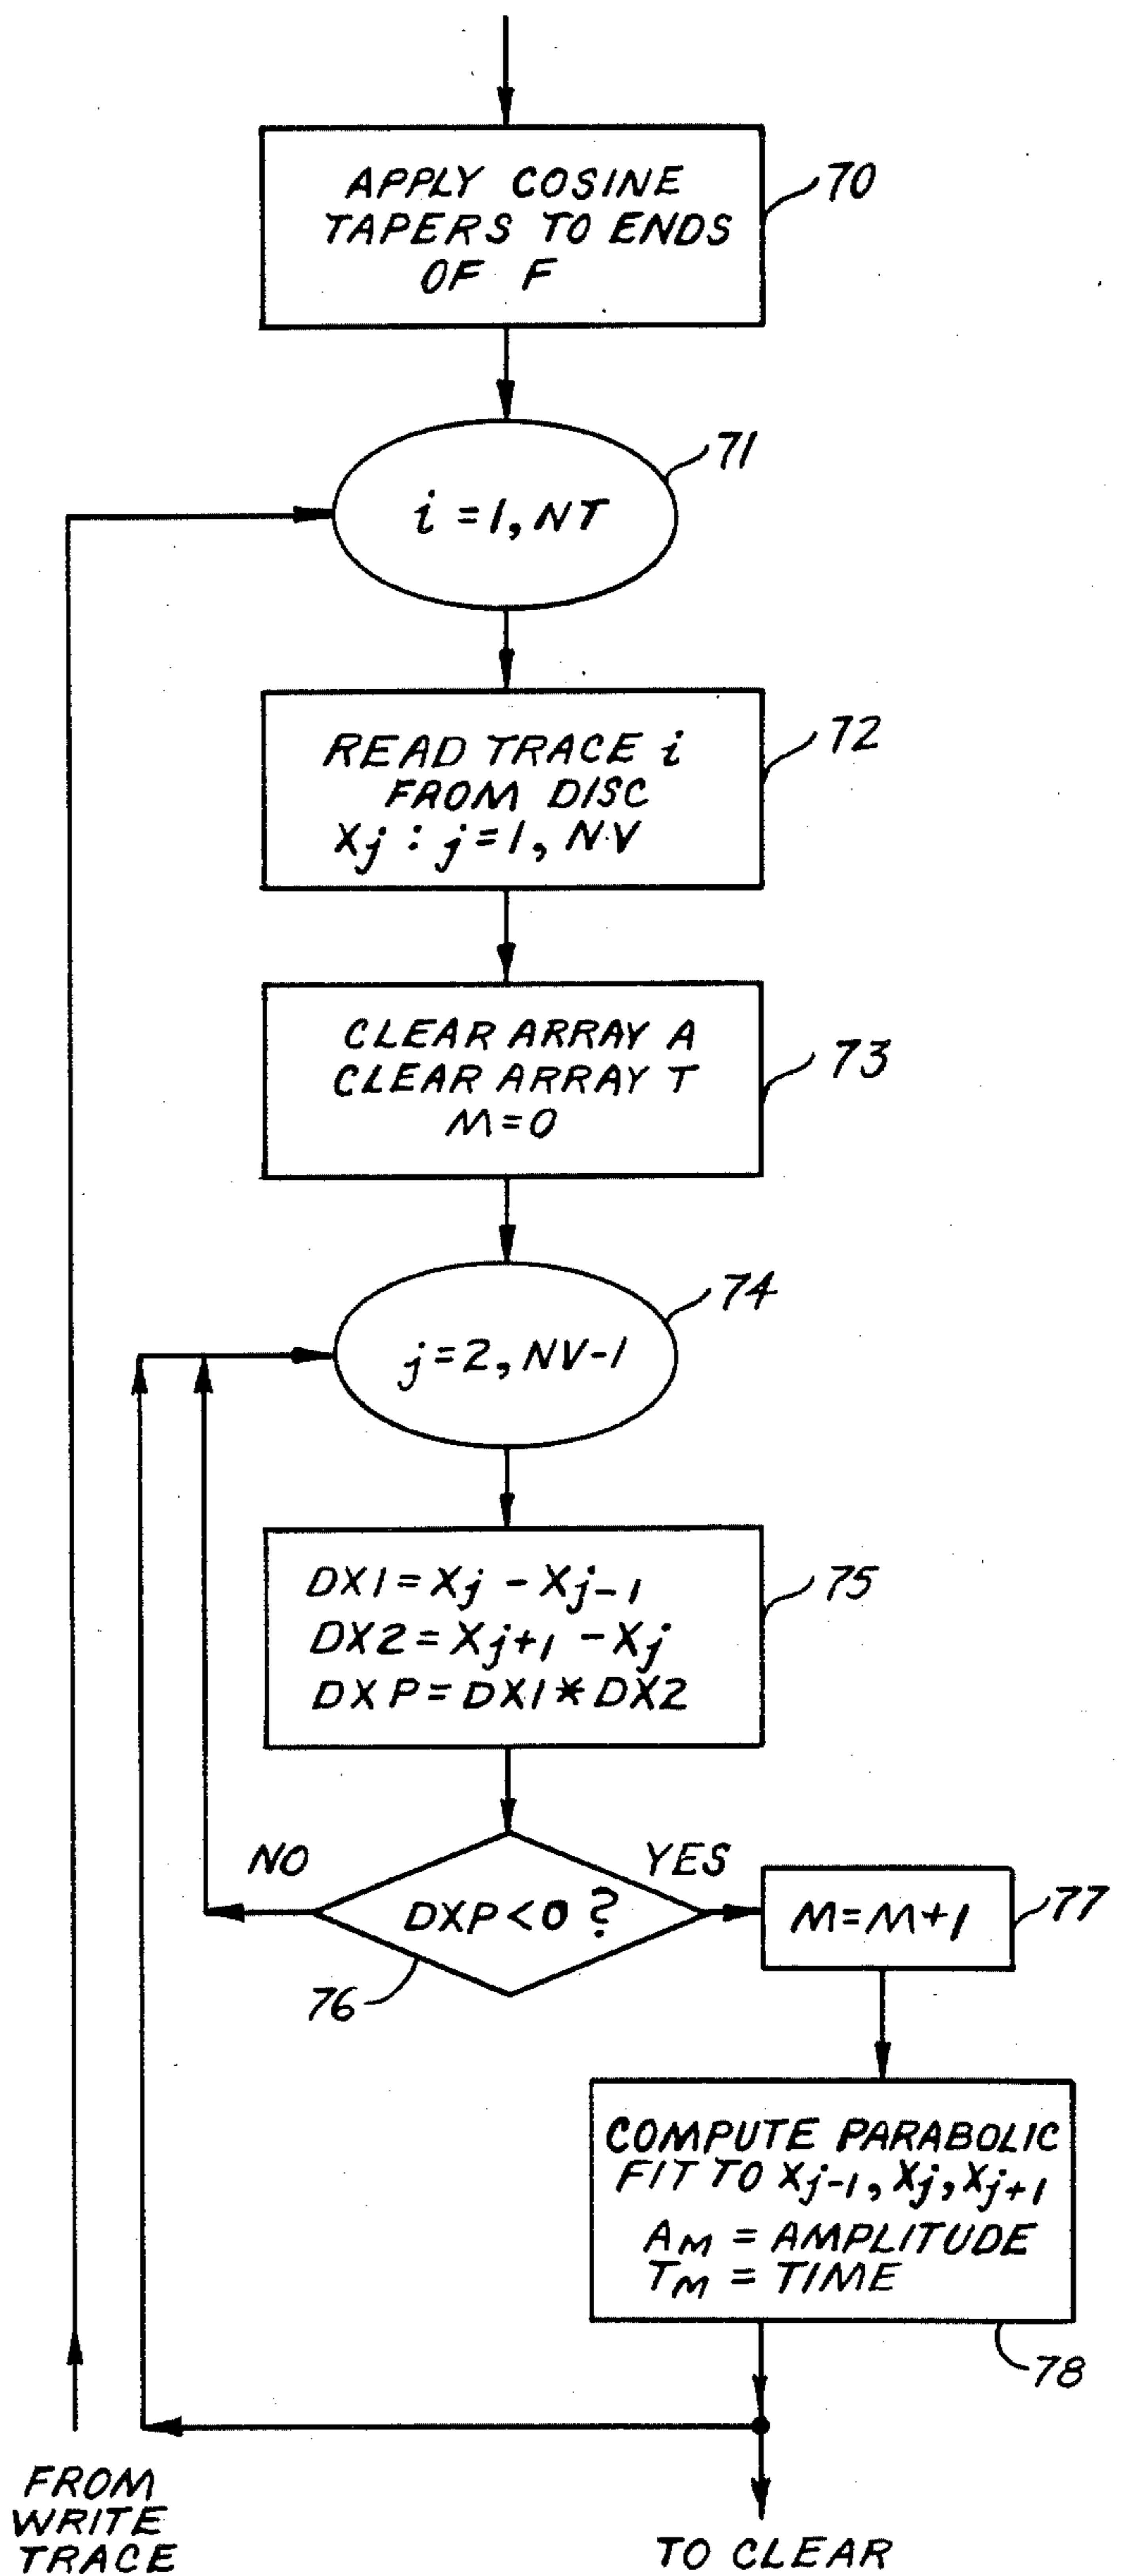 APPLY COSINE
TAPERS TO ENDS
OF F
70
i = 1, NT
71
READ TRACE i
FROM DISC
Xj : j = 1, NV
72
CLEAR ARRAY A
CLEAR ARRAY T
M = 0
73
j = 2, NV-1
74
DX1 = Xj - Xj-1
DX2 = Xj+1 - Xj
DXP = DX1 * DX2
75
NO
YES
DXP < 0 ?
76
M = M+1
77
COMPUTE PARABOLIC
FIT TO Xj-1, Xj, Xj+1
AM = AMPLITUDE
TM = TIME
78
FROM
WRITE
TRACE
TO CLEAR